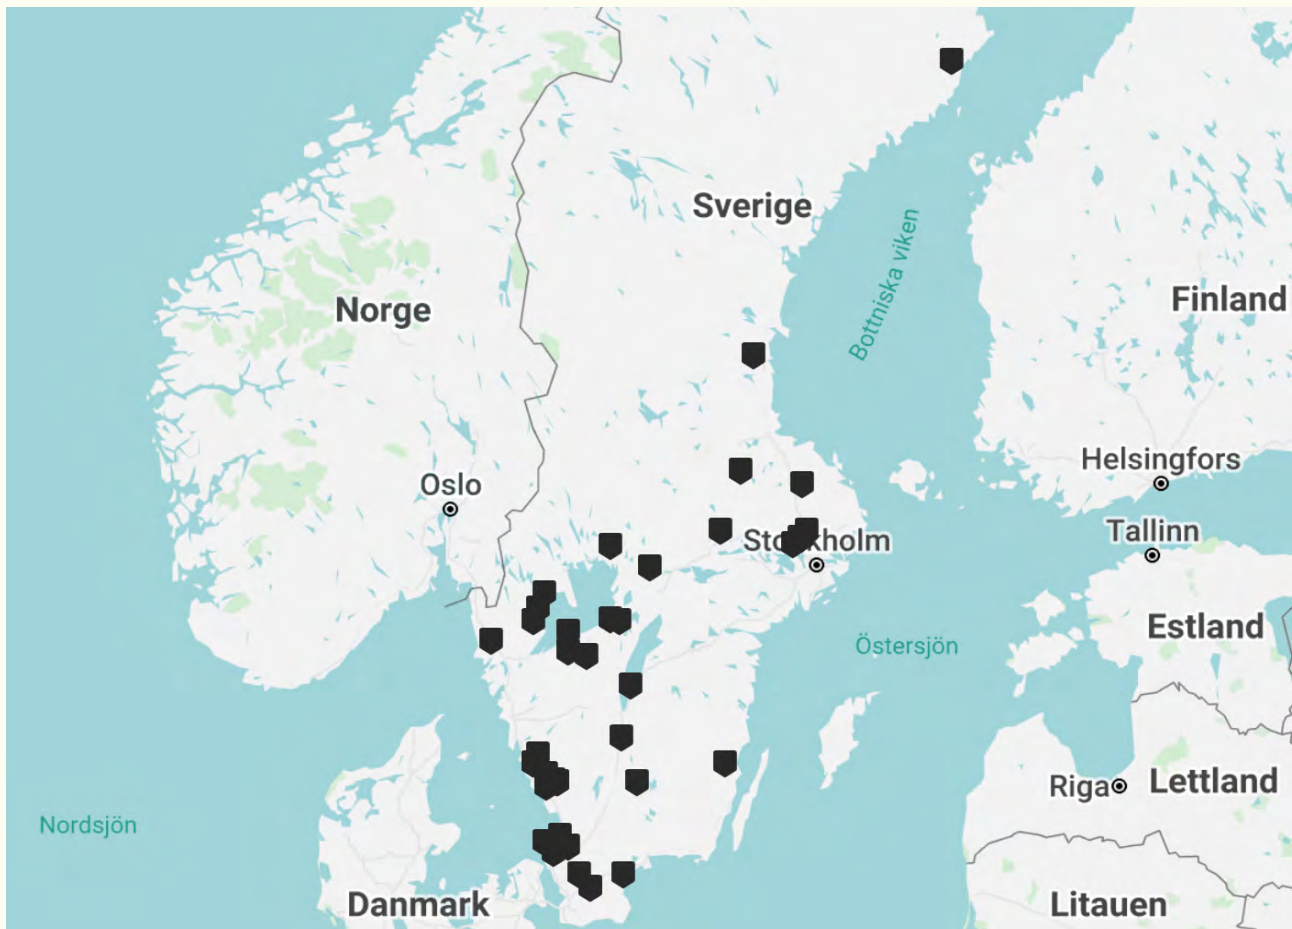 Sverige
Bottniska viken
Finland
Norge
Helsingfors
Oslo
Tallinn
Stockholm
Estland
Östersjön
Riga
Lettland
Nordsjön
Danmark
Litauen